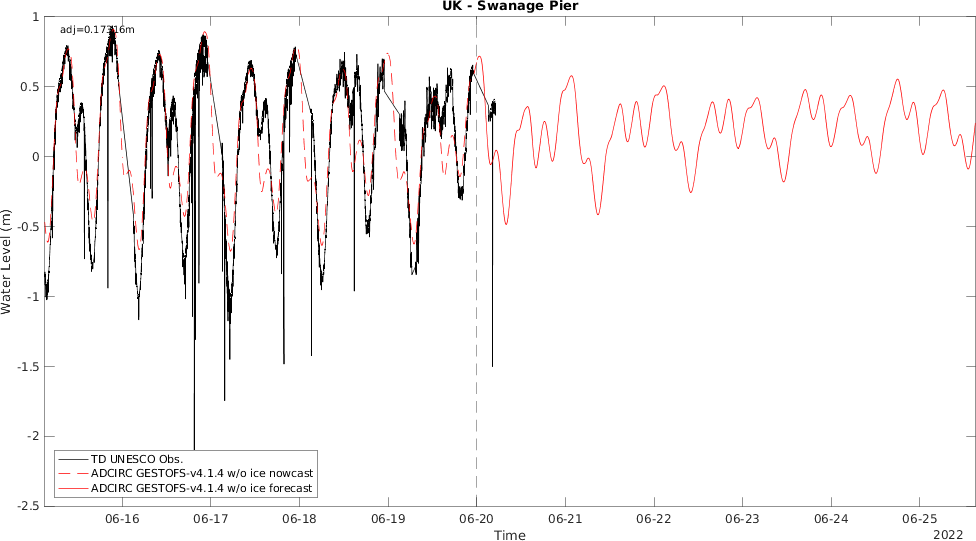 UK - Swanage Pier
adj=0.17316m
1
0.5
0
-0.5
-1
-1.5
-2
-2.5
Water Level (m)
TD UNESCO Obs.
ADCIRC GESTOFS-v4.1.4 w/o ice nowcast
ADCIRC GESTOFS-v4.1.4 w/o ice forecast
06-16 06-17 06-18 06-19 06-20 06-21 06-22 06-23 06-24 06-25
Time
2022